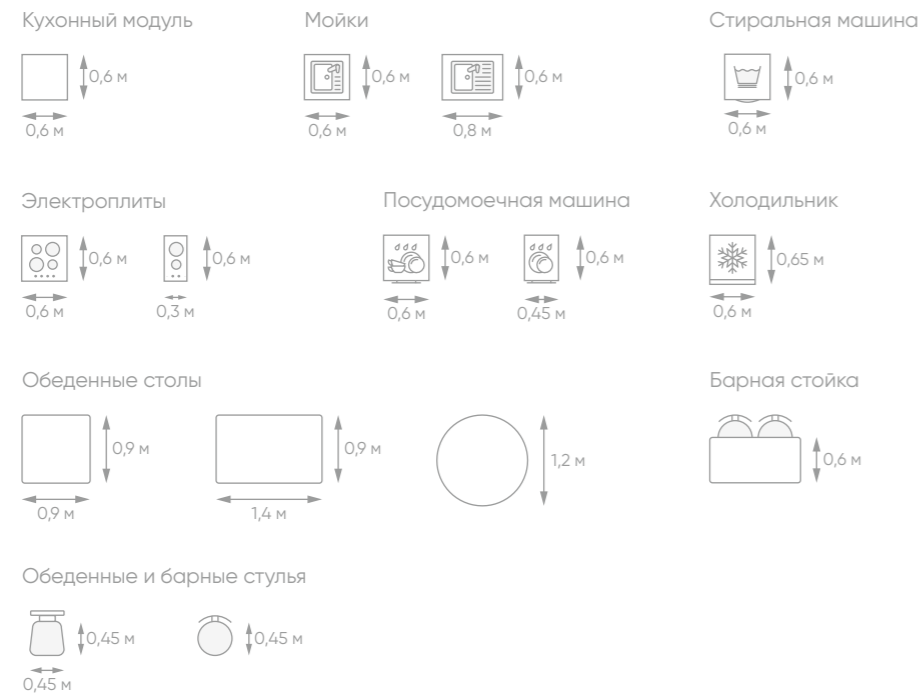 Кухонный модуль
0,6 м
0,6 м
Мойки
0,6 м
0,6 м
0,6 м
0,8 м
Стиральная машина
0,6 м
0,6 м
Электроплиты
0,6 м
0,6 м
0,6 м
0,3 м
Посудомоечная машина
0,6 м
0,6 м
0,6 м
0,45 м
Холодильник
0,65 м
0,6 м
Обеденные столы
0,9 м
0,9 м
0,9 м
1,4 м
1,2 м
Барная стойка
0,6 м
Обеденные и барные стулья
0,45 м
0,45 м
0,45 м